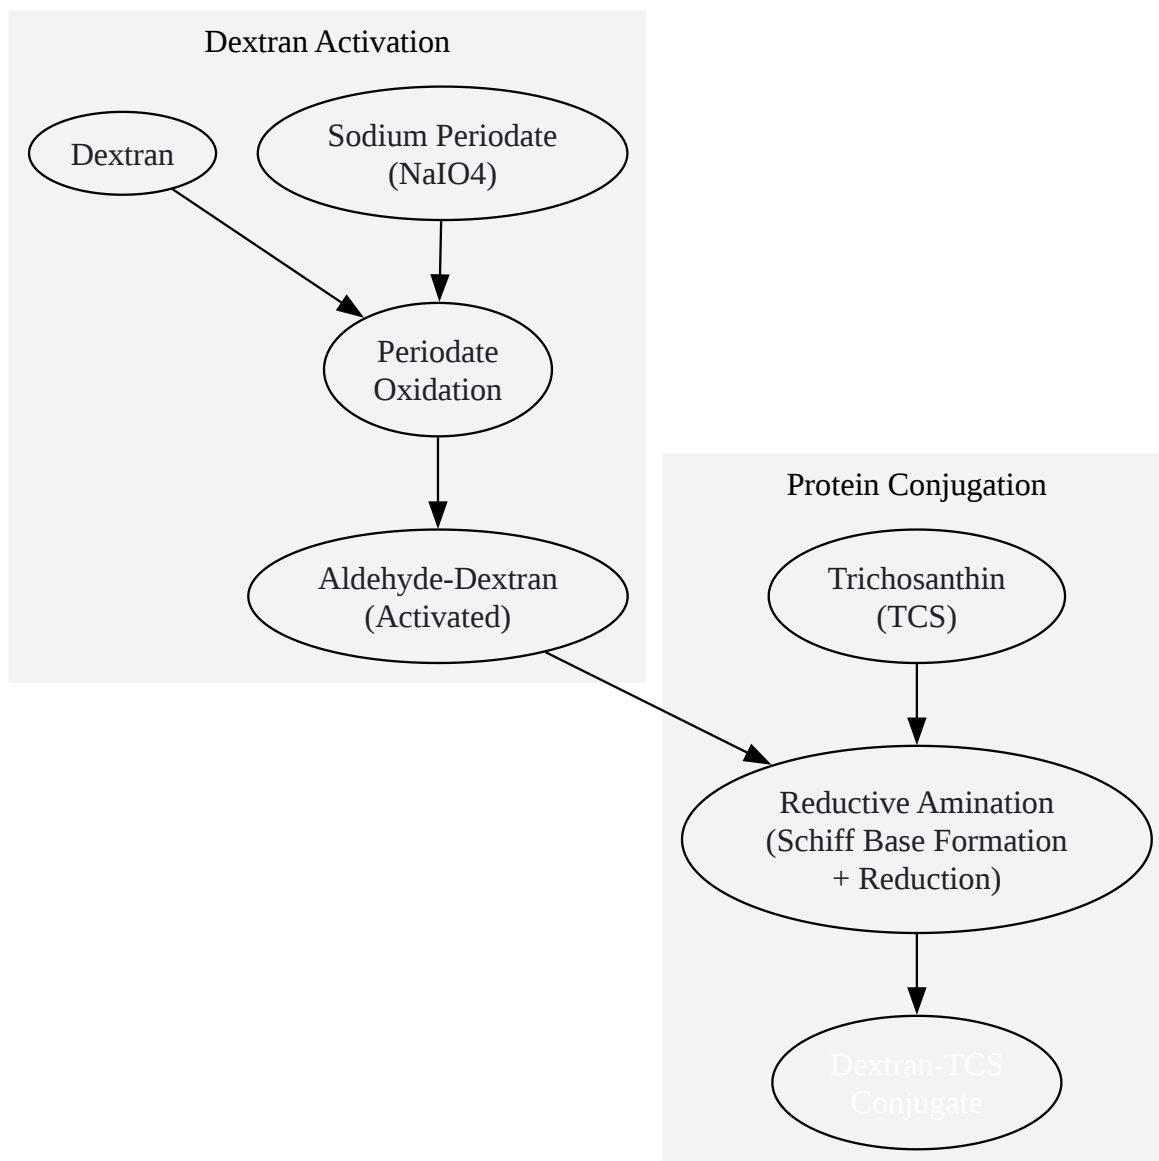 Dextran Activation
Dextran
Sodium Periodate
(NaIO4)
Periodate
Oxidation
Aldehyde-Dextran
(Activated)
Protein Conjugation
Trichosanthin
(TCS)
Reductive Amination
(Schiff Base Formation
+ Reduction)
Dextran-TCS
Conjugate